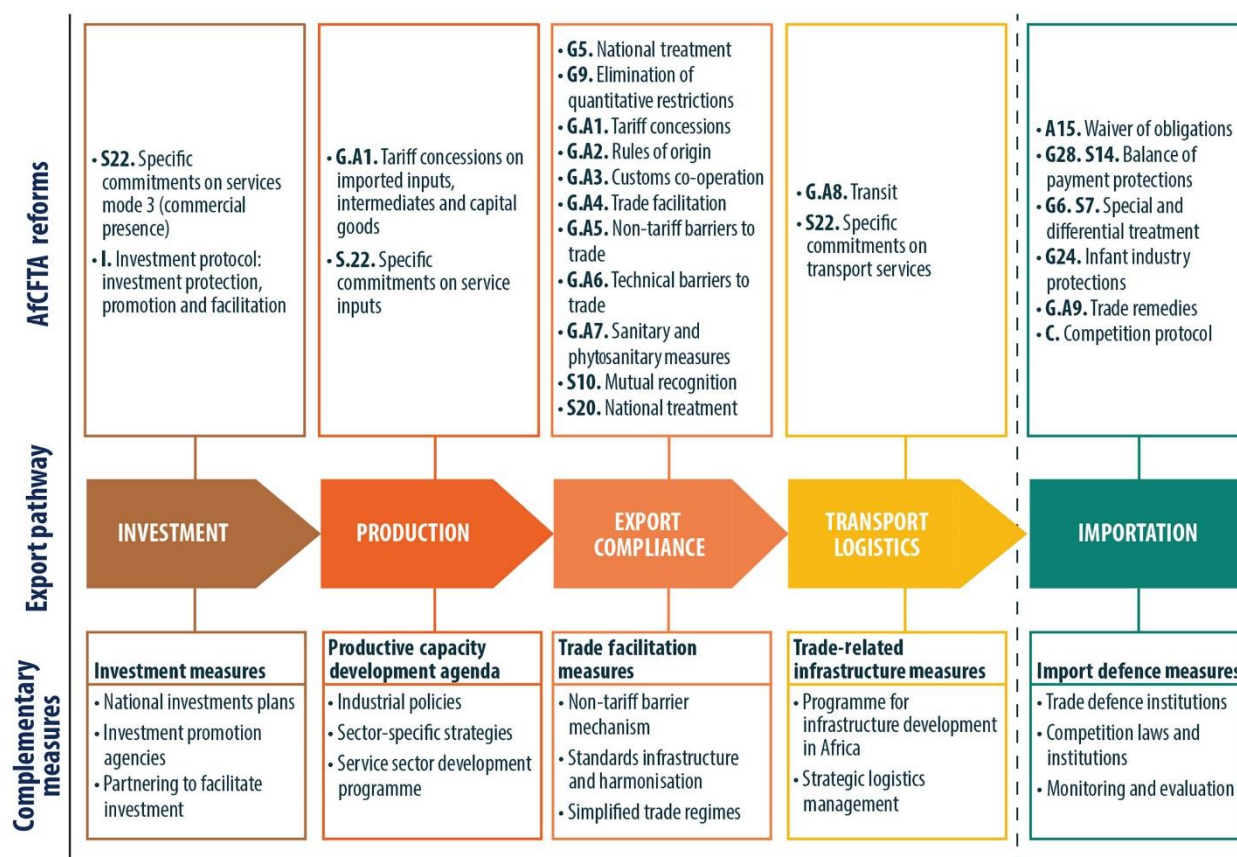 AfCFTA reforms
• S22. Specific
commitments on services
mode 3 (commercial
presence)
• I. Investment protocol:
investment protection,
promotion and facilitation
• G.A1. Tariff concessions on
imported inputs,
intermediates and capital
goods
• S.22. Specific
commitments on service
inputs
• G5. National treatment
• G9. Elimination of
quantitative restrictions
• G.A1. Tariff concessions
• G.A2. Rules of origin
• G.A3. Customs co-operation
• G.A4. Trade facilitation
• G.A5. Non-tariff barriers to
trade
• G.A6. Technical barriers to
trade
• G.A7. Sanitary and
phytosanitary measures
• S10. Mutual recognition
• S20. National treatment
• G.A8. Transit
• S22. Specific
commitments on
transport services
• A15. Waiver of obligations
• G28. S14. Balance of
payment protections
• G6. S7. Special and
differential treatment
• G24. Infant industry
protections
• G.A9. Trade remedies
• C. Competition protocol
Export pathway
INVESTMENT
PRODUCTION
EXPORT
COMPLIANCE
TRANSPORT
LOGISTICS
IMPORTATION
Complementary
measures
Investment measures
• National investments plans
• Investment promotion
agencies
• Partnering to facilitate
investment
Productive capacity
development agenda
• Industrial policies
• Sector-specific strategies
• Service sector development
programme
Trade facilitation
measures
• Non-tariff barrier
mechanism
• Standards infrastructure
and harmonisation
• Simplified trade regimes
Trade-related
infrastructure measures
• Programme for
infrastructure development
in Africa
• Strategic logistics
management
Import defence measures
• Trade defence institutions
• Competition laws and
institutions
• Monitoring and evaluation